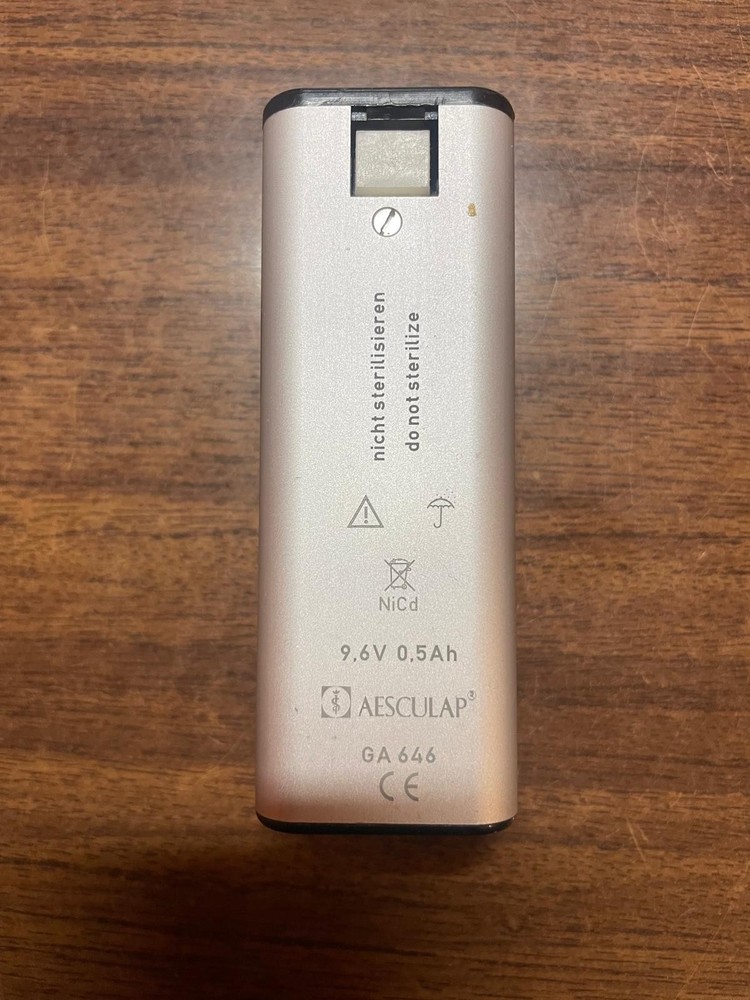 nicht sterilisieren
do not sterilize
NiCd
9,6V 0,5Ah
AESCULAP®
GA 646
CE